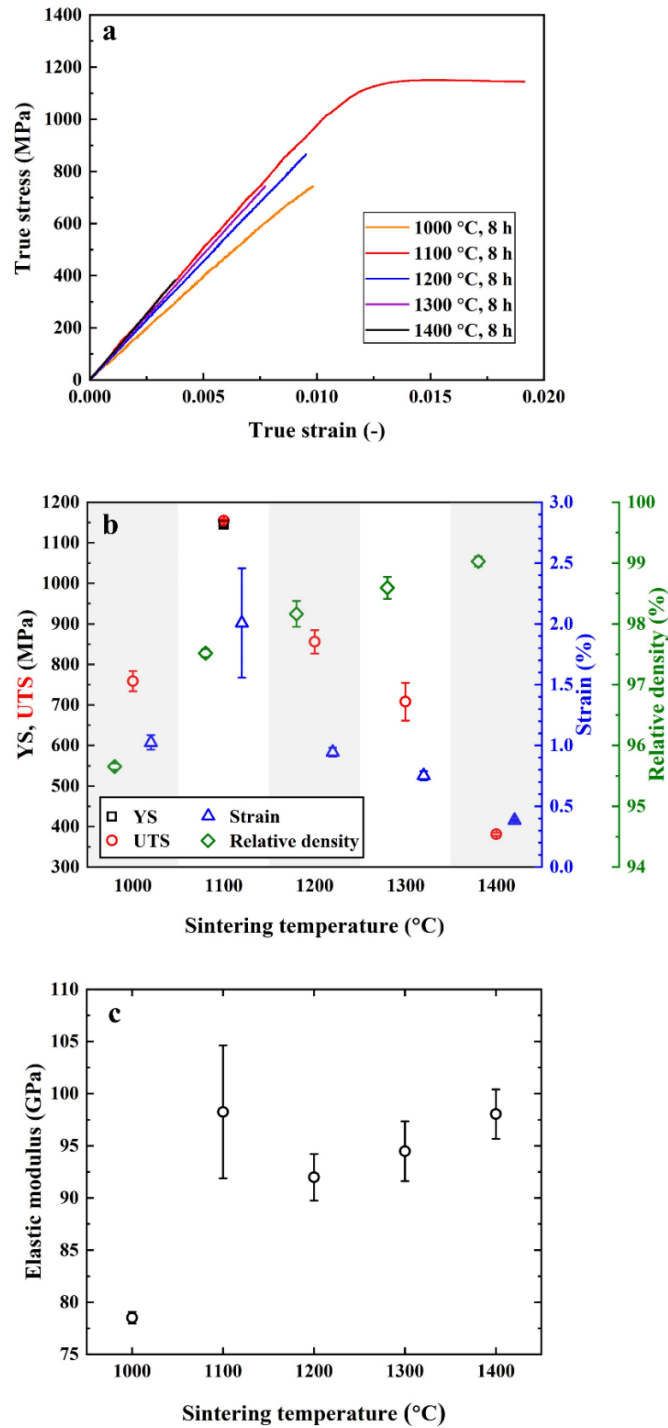 a
1400
1200
1000
800
600
400
200
0
True stress (MPa)
1000 °C, 8 h
1100 °C, 8 h
1200 °C, 8 h
1300 °C, 8 h
1400 °C, 8 h
0.000 0.005 0.010 0.015 0.020
True strain (-)
b
1200
1100
1000
900
800
700
600
500
400
300
YS, UTS (MPa)
YS
UTS
Strain
Relative density
3.0
2.5
2.0
1.5
1.0
0.5
0.0
Strain (%)
100
99
98
97
96
95
94
Relative density (%)
1000 1100 1200 1300 1400
Sintering temperature (°C)
c
110
105
100
95
90
85
80
75
Elastic modulus (GPa)
1000 1100 1200 1300 1400
Sintering temperature (°C)